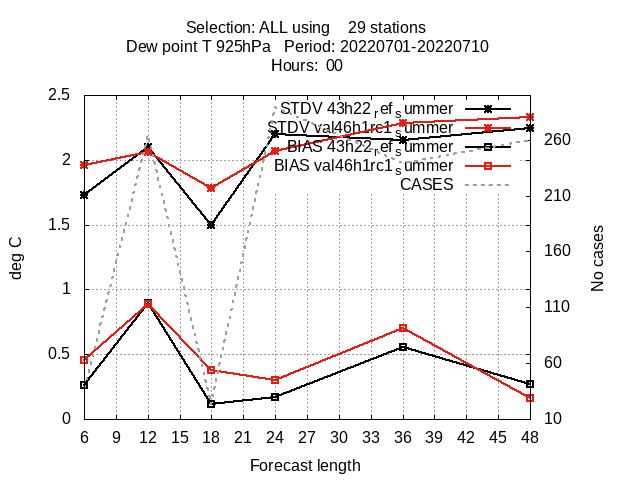 Selection: ALL using 29 stations
Dew point T 925hPa Period: 20220701-20220710
Hours: 00
2.5
2
1.5
1
0.5
0
deg C
STDV 43h22_ref_summer
STDV val46h1rc1_summer
BIAS 43h22_ref_summer
BIAS val46h1rc1_summer
CASES
260
210
160
110
60
10
No cases
6 9 12 15 18 21 24 27 30 33 36 39 42 45 48
Forecast length